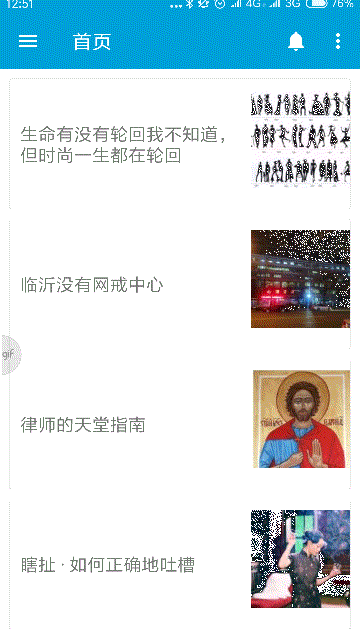 12:51
4G
3G
76%
首页
生命有没有轮回我不知道，
但时尚一生都在轮回
临沂没有网戒中心
gif
律师的天堂指南
瞎扯 · 如何正确地吐槽